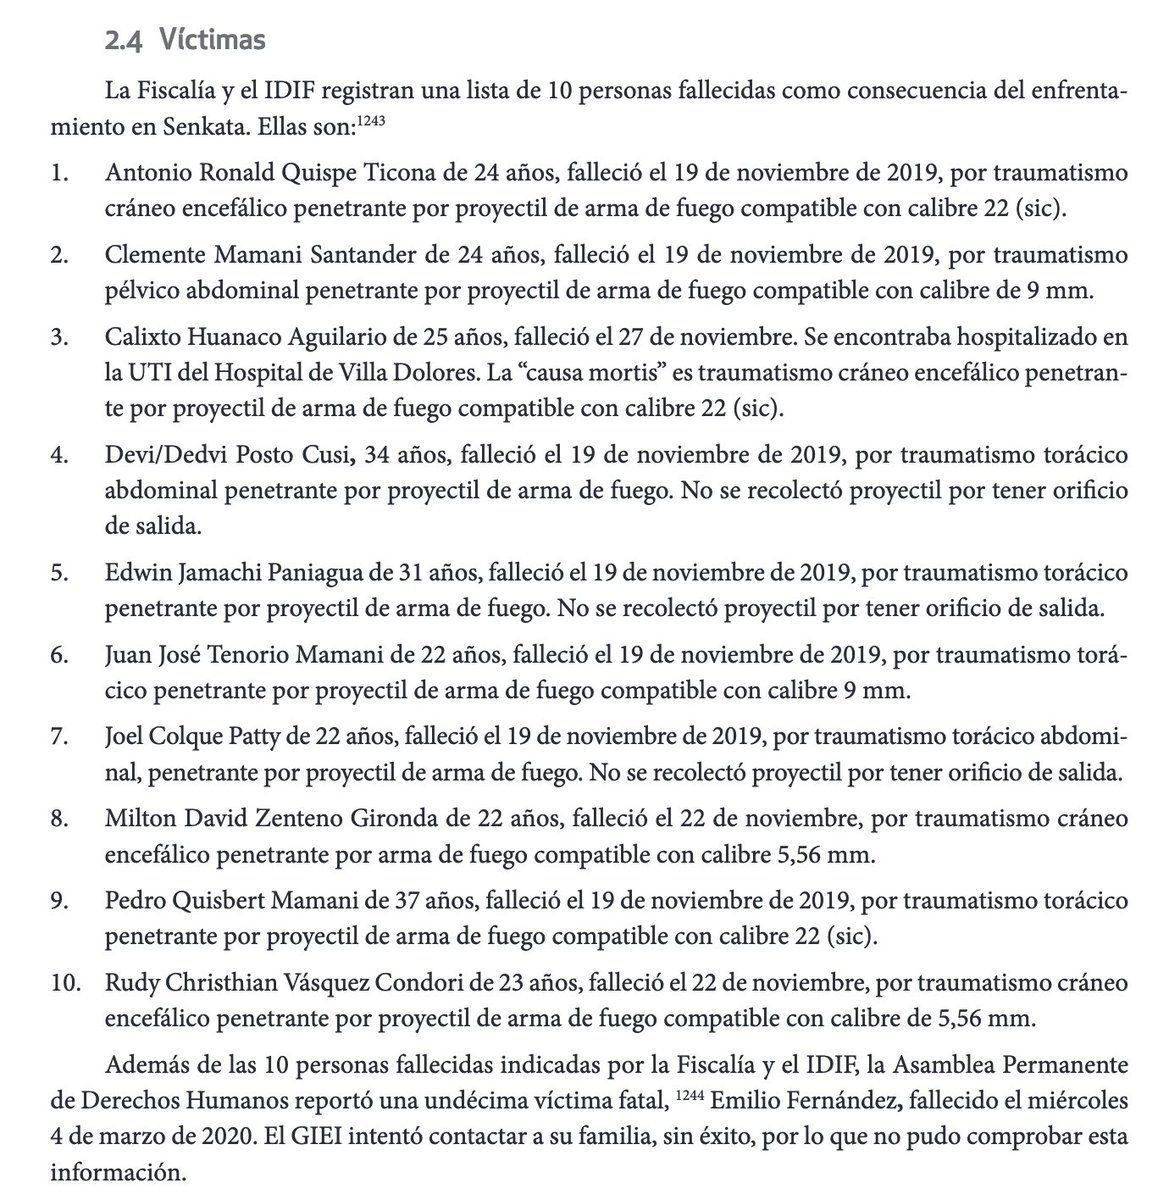 2.4 Víctimas
La Fiscalía y el IDIF registran una lista de 10 personas fallecidas como consecuencia del enfrenta-
miento en Senkata. Ellas son:1243
1. Antonio Ronald Quispe Ticona de 24 años, falleció el 19 de noviembre de 2019, por traumatismo
cráneo encefálico penetrante por proyectil de arma de fuego compatible con calibre 22 (sic).
2. Clemente Mamani Santander de 24 años, falleció el 19 de noviembre de 2019, por traumatismo
pélvico abdominal penetrante por proyectil de arma de fuego compatible con calibre de 9 mm.
3. Calixto Huanaco Aguilario de 25 años, falleció el 27 de noviembre. Se encontraba hospitalizado en
la UTI del Hospital de Villa Dolores. La “causa mortis” es traumatismo cráneo encefálico penetran-
te por proyectil de arma de fuego compatible con calibre 22 (sic).
4. Devi/Dedvi Posto Cusi, 34 años, falleció el 19 de noviembre de 2019, por traumatismo torácico
abdominal penetrante por proyectil de arma de fuego. No se recolectó proyectil por tener orificio
de salida.
5. Edwin Jamachi Paniagua de 31 años, falleció el 19 de noviembre de 2019, por traumatismo torácico
penetrante por proyectil de arma de fuego. No se recolectó proyectil por tener orificio de salida.
6. Juan José Tenorio Mamani de 22 años, falleció el 19 de noviembre de 2019, por traumatismo torá-
cico penetrante por proyectil de arma de fuego compatible con calibre 9 mm.
7. Joel Colque Patty de 22 años, falleció el 19 de noviembre de 2019, por traumatismo torácico abdomi-
nal, penetrante por proyectil de arma de fuego. No se recolectó proyectil por tener orificio de salida.
8. Milton David Zenteno Gironda de 22 años, falleció el 22 de noviembre, por traumatismo cráneo
encefálico penetrante por arma de fuego compatible con calibre 5,56 mm.
9. Pedro Quisbert Mamani de 37 años, falleció el 19 de noviembre de 2019, por traumatismo torácico
penetrante por proyectil de arma de fuego compatible con calibre 22 (sic).
10. Rudy Christhian Vásquez Condori de 23 años, falleció el 22 de noviembre, por traumatismo cráneo
encefálico penetrante por proyectil de arma de fuego compatible con calibre de 5,56 mm.
Además de las 10 personas fallecidas indicadas por la Fiscalía y el IDIF, la Asamblea Permanente
de Derechos Humanos reportó una undécima víctima fatal, 1244 Emilio Fernández, fallecido el miércoles
4 de marzo de 2020. El GIEI intentó contactar a su familia, sin éxito, por lo que no pudo comprobar esta
información.